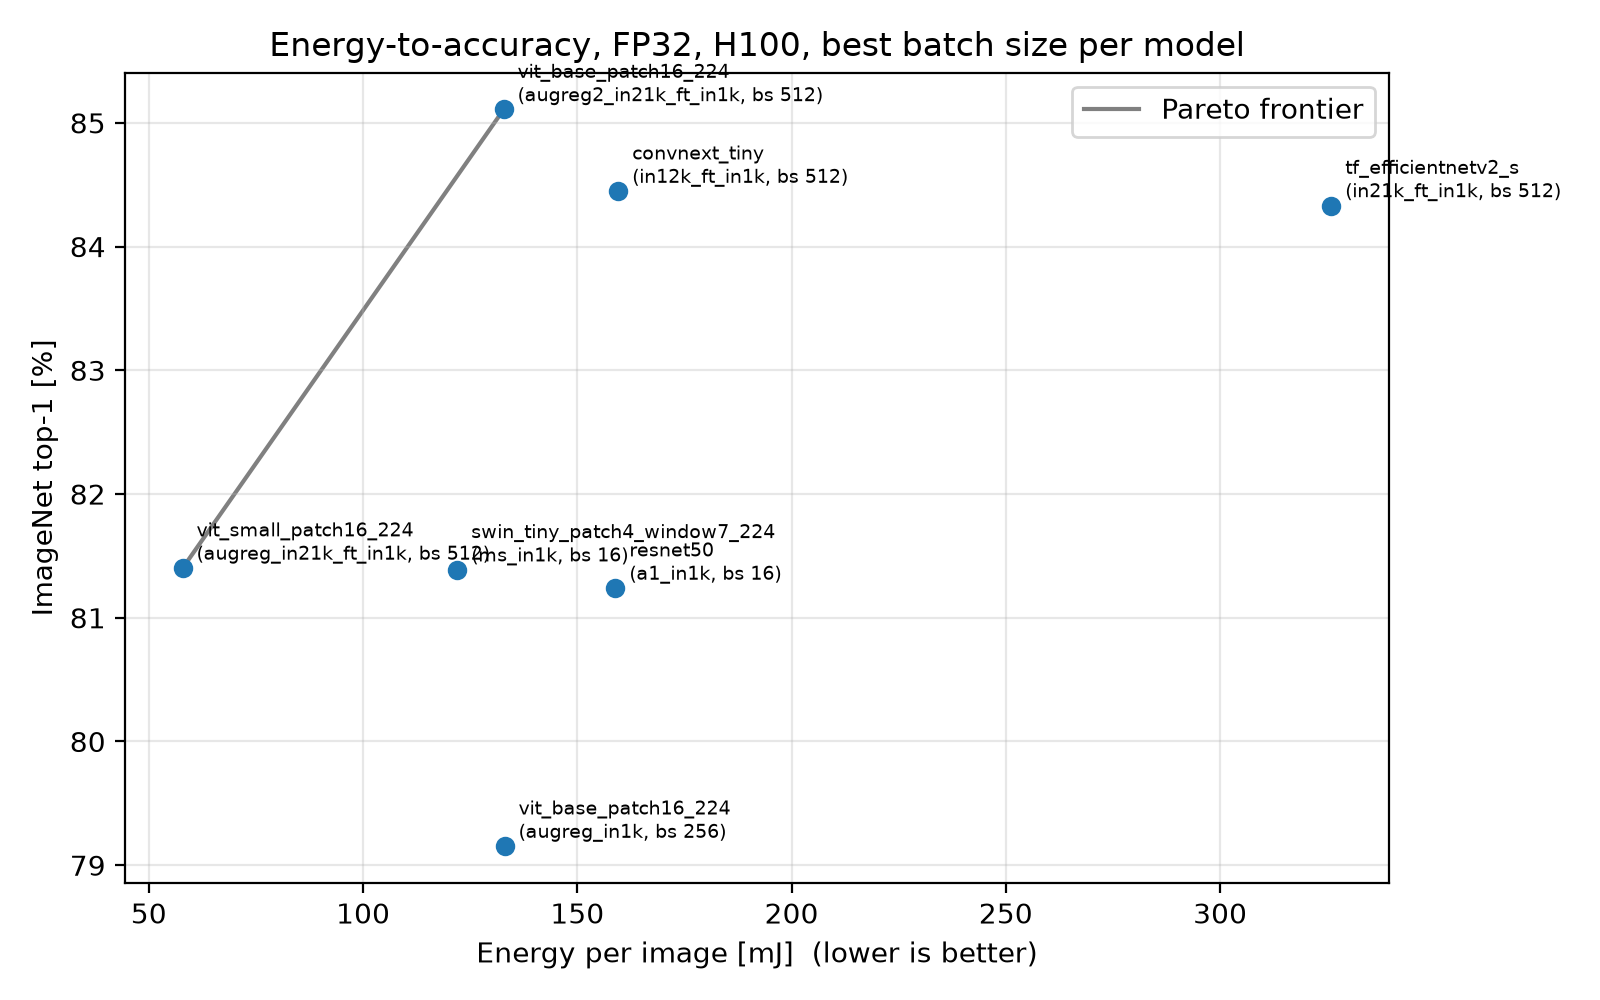 Energy-to-accuracy, FP32, H100, best batch size per model
vit_base_patch16_224
(augreg2_in21k_ft_in1k, bs 512)
Pareto frontier
convnext_tiny
(in12k_ft_in1k, bs 512)
tf_efficientnetv2_s
(in21k_ft_in1k, bs 512)
vit_small_patch16_224
(augreg_in21k_ft_in1k, bs 512)
swin_tiny_patch4_window7_224
(ms_in1k, bs 16)
resnet50
(a1_in1k, bs 16)
vit_base_patch16_224
(augreg_in1k, bs 256)
ImageNet top-1 [%]
85
84
83
82
81
80
79
50 100 150 200 250 300
Energy per image [mJ]  (lower is better)